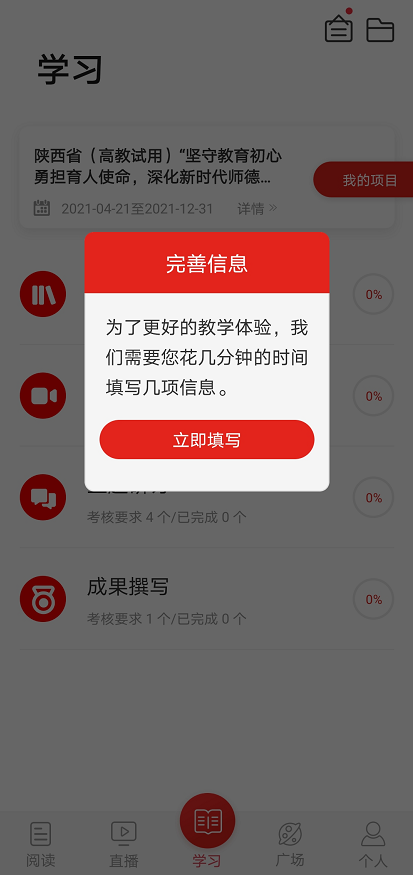 学习
陕西省（高教试用）“坚守教育初心
勇担育人使命，深化新时代师德...
我的项目
2021-04-21至2021-12-31
详情
完善信息
0%
为了更好的教学体验，我
们需要您花几分钟的时间
填写几项信息。
0%
立即填写
0%
考核要求 4 个/已完成 0 个
成果撰写
0%
考核要求 1 个/已完成 0 个
阅读
直播
学习
广场
个人